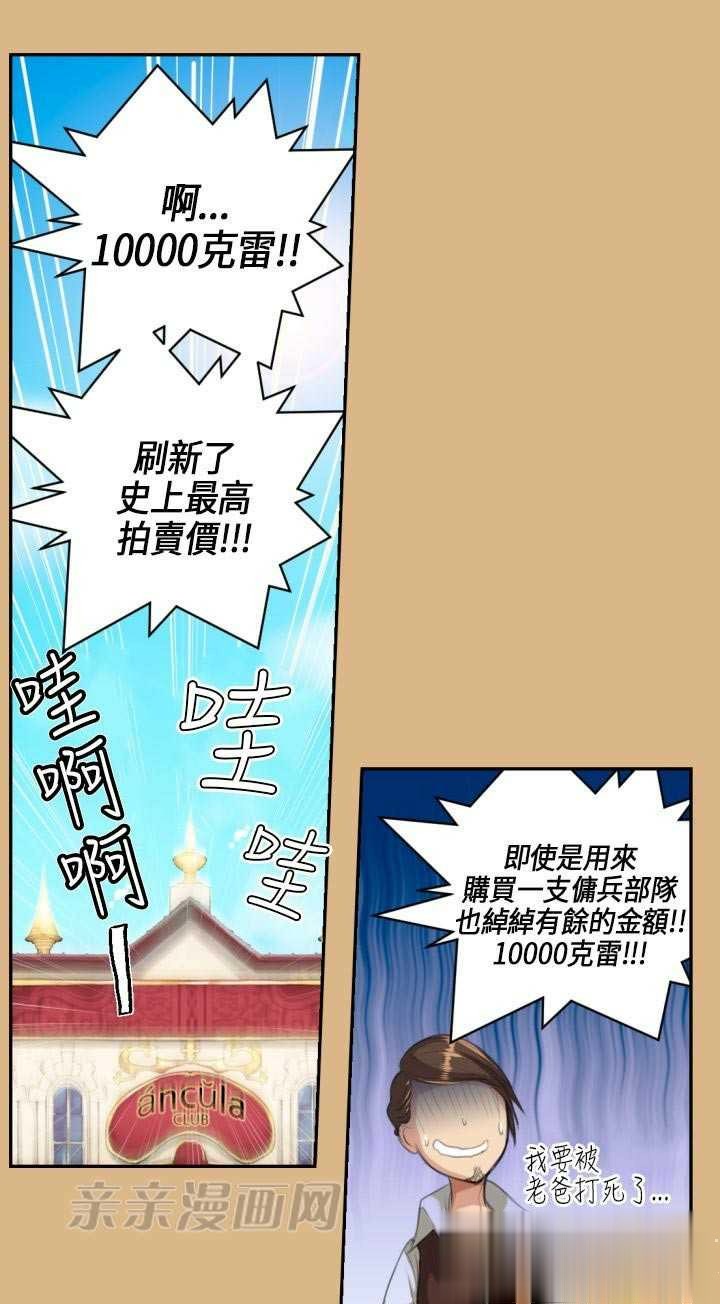 啊...
10000克雷!!
刷新了
史上最高
拍賣價!!!
哇
啊
啊
哇
哇
áncŭla
CLUB
即使是用來
購買一支傭兵部隊
也綽綽有餘的金額!!
10000克雷!!!
我要被
老爸打死了...
亲亲漫画网